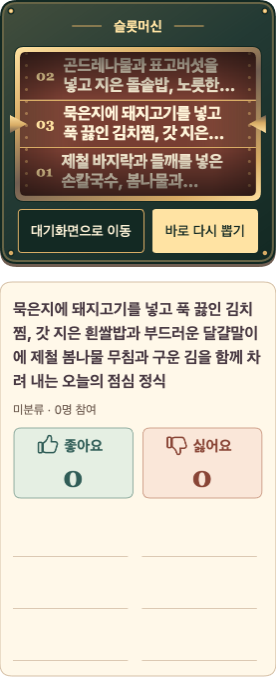 슬롯머신
02 곤드레나물과 표고버섯을
넣고 지은 돌솥밥, 노릇한...
03 묵은지에 돼지고기를 넣고
푹 끓인 김치찜, 갓 지은...
01 제철 바지락과 들깨를 넣은
손칼국수, 봄나물과...
대기화면으로 이동
바로 다시 뽑기
묵은지에 돼지고기를 넣고 푹 끓인 김치
찜, 갓 지은 흰쌀밥과 부드러운 달걀말이
에 제철 봄나물 무침과 구운 김을 함께 차
려 내는 오늘의 점심 정식
미분류 · 0명 참여
좋아요
0
싫어요
0